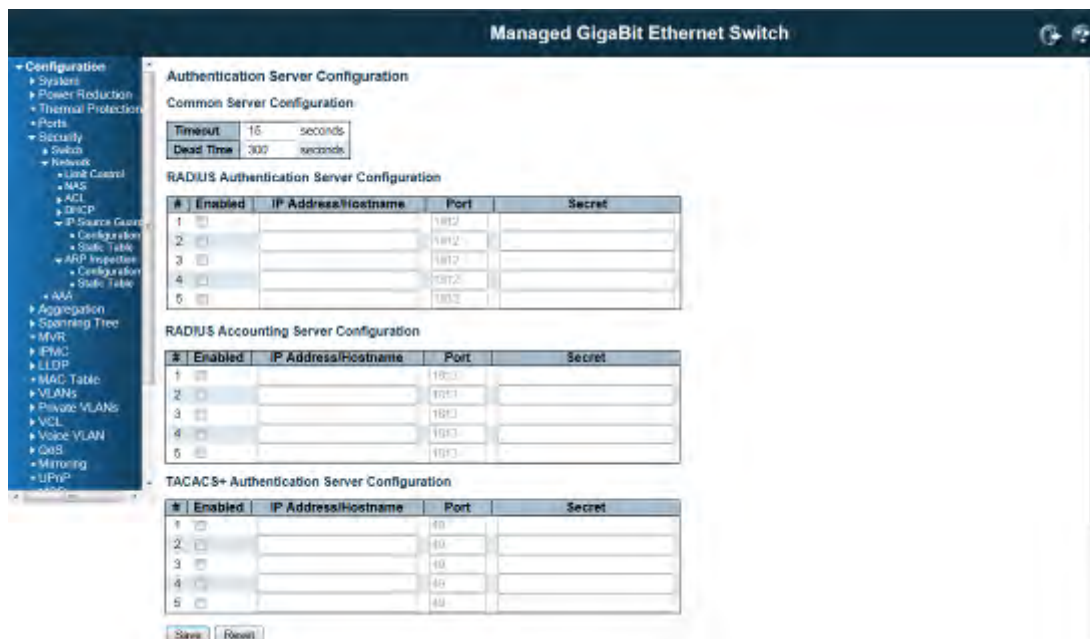 Managed GigaBit Ethernet Switch
Configuration
System
Power Reduction
Thermal Protection
Ports
Security
Switch
Network
Limit Control
NAS
ACL
DHCP
IP Source Guard
Configuration
Static Table
ARP Inspection
Configuration
Static Table
AAA
Aggregation
Spanning Tree
MVR
IPMC
LLDP
MAC Table
VLANs
Private VLANs
VCL
Voice VLAN
QoS
Mirroring
UPnP
Authentication Server Configuration
Common Server Configuration
Timeout 15 seconds
Dead Time 300 seconds
RADIUS Authentication Server Configuration
# Enabled IP Address/Hostname Port Secret
1 1812
2 1812
3 1812
4 1812
5 1812
RADIUS Accounting Server Configuration
# Enabled IP Address/Hostname Port Secret
1 1813
2 1813
3 1813
4 1813
5 1813
TACACS+ Authentication Server Configuration
# Enabled IP Address/Hostname Port Secret
1 49
2 49
3 49
4 49
5 49
Save Reset